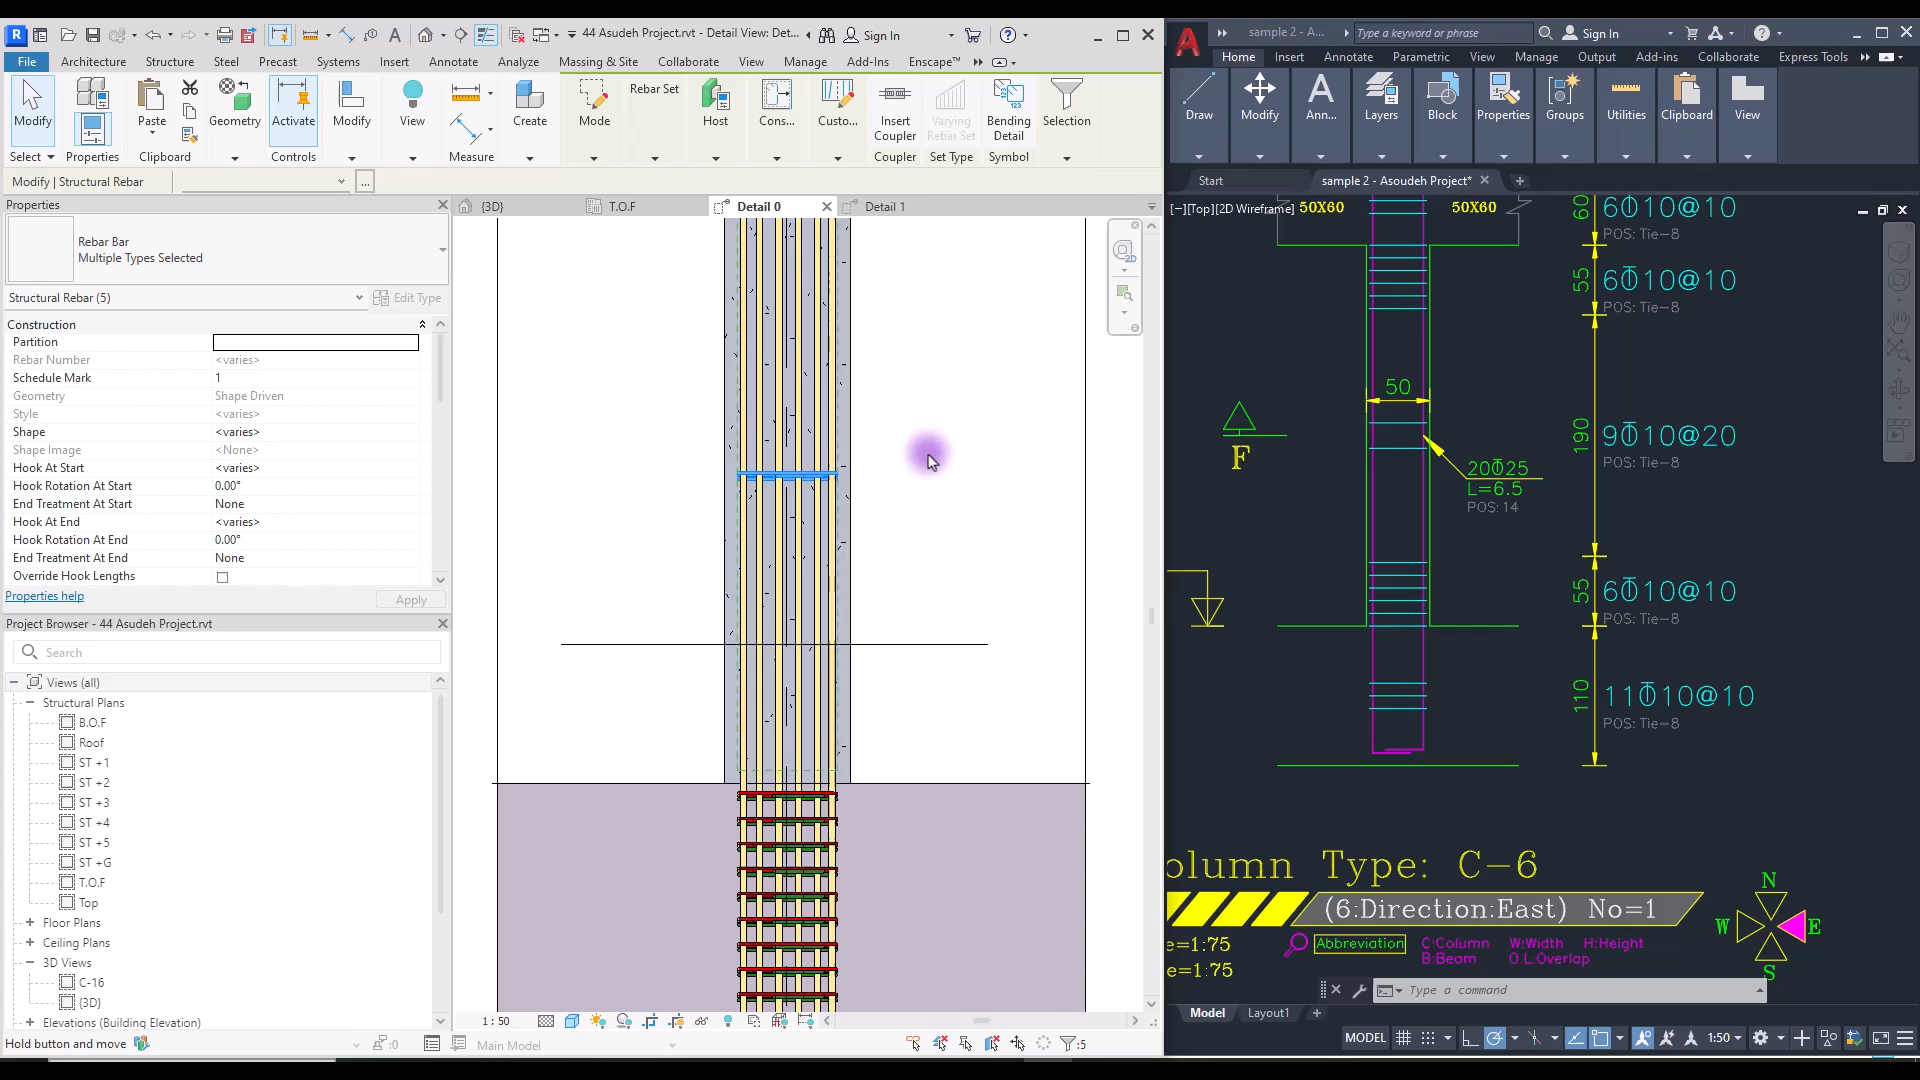 44 Asudeh Project.rvt - Detail View: Det...
Sign In
File
Architecture
Structure
Steel
Precast
Systems
Insert
Annotate
Analyze
Massing & Site
Collaborate
View
Manage
Add-Ins
Enscape™
Modify
Paste
Geometry
Activate
Modify
View
Create
Mode
Rebar Set
Host
Cons...
Custo...
Insert Coupler
Varying Rebar Set
Bending Detail
Selection
Select
Properties
Clipboard
Controls
Measure
Coupler
Set Type
Symbol
Modify | Structural Rebar
Properties
Rebar Bar
Multiple Types Selected
Structural Rebar (5)
Edit Type
Construction
Partition
Rebar Number <varies>
Schedule Mark 1
Geometry Shape Driven
Style <varies>
Shape <varies>
Shape Image <None>
Hook At Start <varies>
Hook Rotation At Start 0.00°
End Treatment At Start None
Hook At End <varies>
Hook Rotation At End 0.00°
End Treatment At End None
Override Hook Lengths
Properties help
Apply
Project Browser - 44 Asudeh Project.rvt
Search
Views (all)
Structural Plans
B.O.F
Roof
ST +1
ST +2
ST +3
ST +4
ST +5
ST +G
T.O.F
Top
Floor Plans
Ceiling Plans
3D Views
C-16
{3D}
Elevations (Building Elevation)
Hold button and move
{3D}
T.O.F
Detail 0
Detail 1
2D
1 : 50
:0
Main Model
:5
sample 2 - A...
Type a keyword or phrase
Sign In
Home
Insert
Annotate
Parametric
View
Manage
Output
Add-ins
Collaborate
Express Tools
Draw
Modify
Ann...
Layers
Block
Properties
Groups
Utilities
Clipboard
View
Start
sample 2 - Asoudeh Project*
[−][Top][2D Wireframe]
50X60
50X60
60
6Φ10@10
POS: Tie-8
55
6Φ10@10
POS: Tie-8
50
190
9Φ10@20
POS: Tie-8
F
20Φ25
L=6.5
POS: 14
55
6Φ10@10
POS: Tie-8
110
11Φ10@10
POS: Tie-8
olumn Type: C-6
(6:Direction:East) No=1
e=1:75
e=1:75
Abbreviation
C:Column W:Width H:Height
B:Beam O.L:Overlap
N
W
E
S
Type a command
Model
Layout1
MODEL
1:50